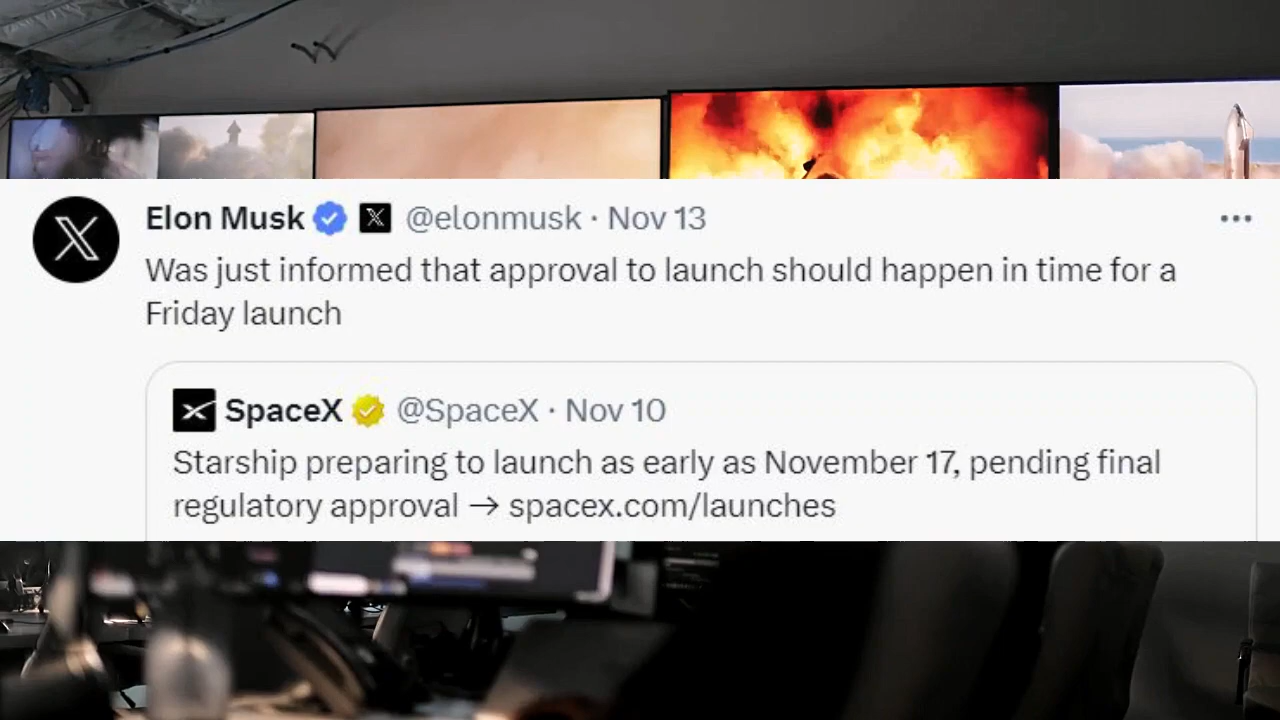 Elon Musk @elonmusk · Nov 13
Was just informed that approval to launch should happen in time for a
Friday launch
SpaceX @SpaceX · Nov 10
Starship preparing to launch as early as November 17, pending final
regulatory approval → spacex.com/launches